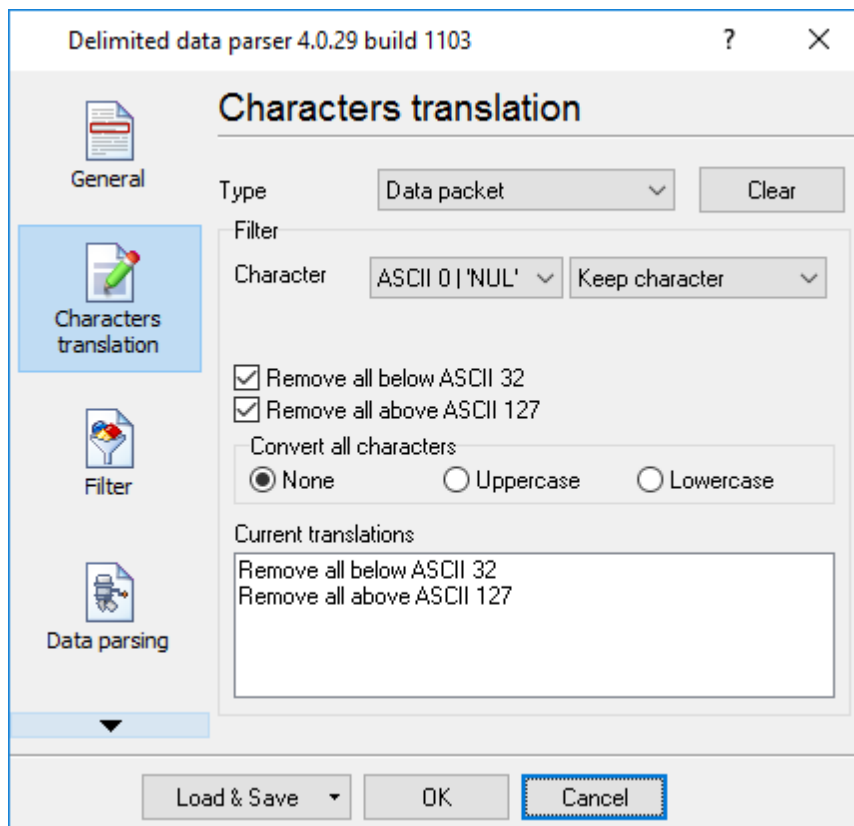 Delimited data parser 4.0.29 build 1103 ?
Characters translation
General
Type Data packet Clear
Filter
Character ASCII 0 | 'NUL' Keep character
Characters
translation
Remove all below ASCII 32
Remove all above ASCII 127
Convert all characters
None Uppercase Lowercase
Filter
Current translations
Remove all below ASCII 32
Remove all above ASCII 127
Data parsing
Load & Save OK Cancel